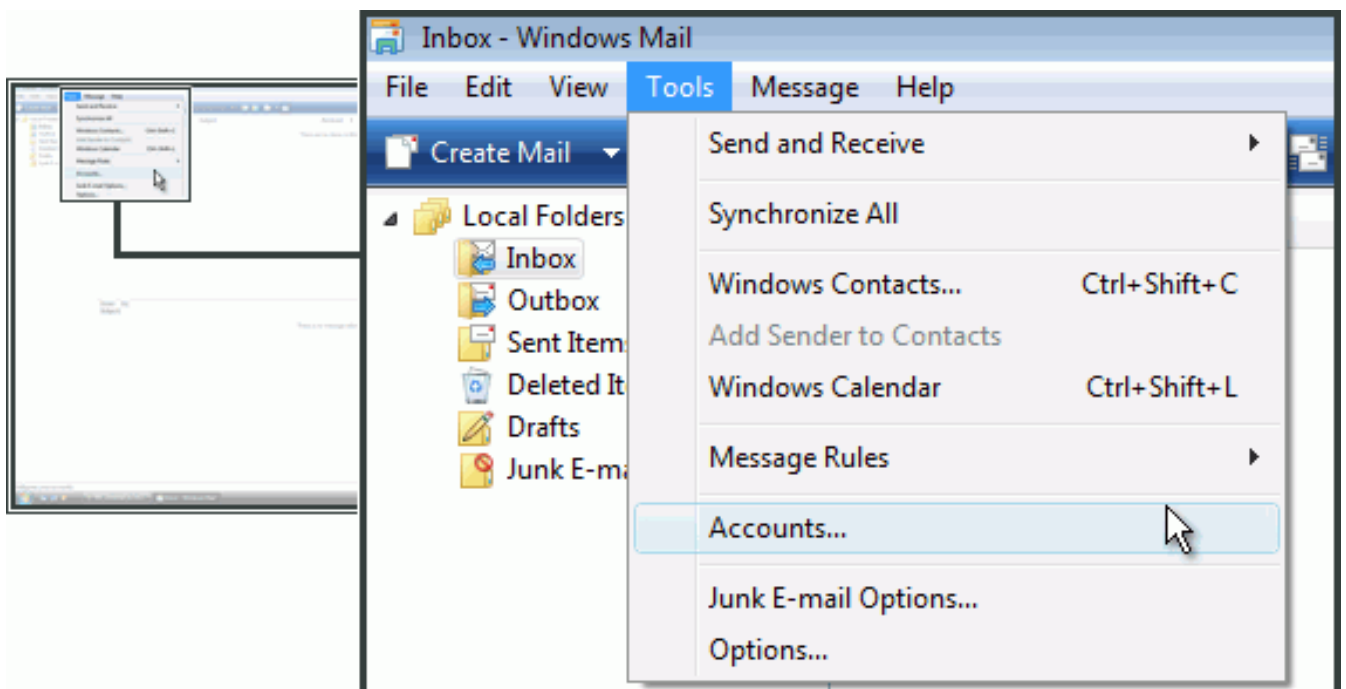 Inbox - Windows Mail
File Edit View Tools Message Help
Create Mail
Send and Receive
Synchronize All
Windows Contacts... Ctrl+Shift+C
Add Sender to Contacts
Windows Calendar Ctrl+Shift+L
Message Rules
Accounts...
Junk E-mail Options...
Options...
Local Folders
Inbox
Outbox
Sent Item
Deleted It
Drafts
Junk E-ma